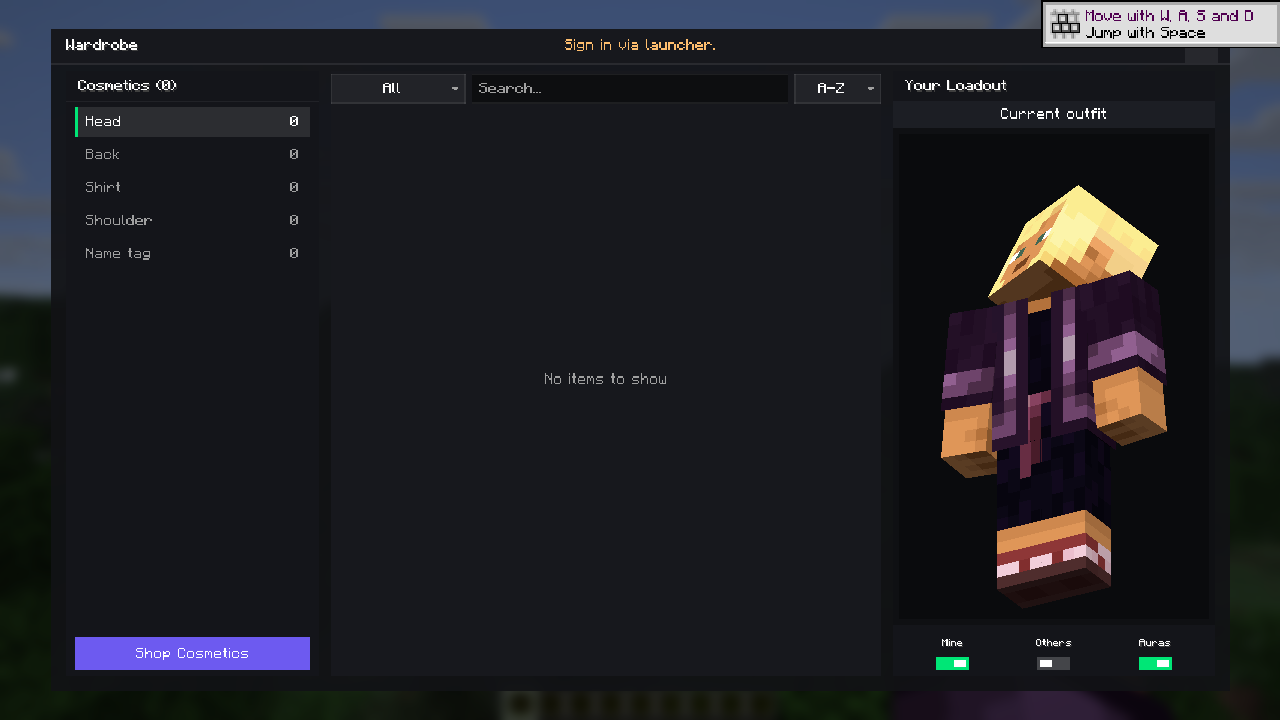 Move with W, A, S and D
Jump with Space
Wardrobe
Sign in via launcher.
Cosmetics (0)
Head 0
Back 0
Shirt 0
Shoulder 0
Name tag 0
Shop Cosmetics
All
Search...
A-Z
No items to show
Your Loadout
Current outfit
Mine
Others
Auras